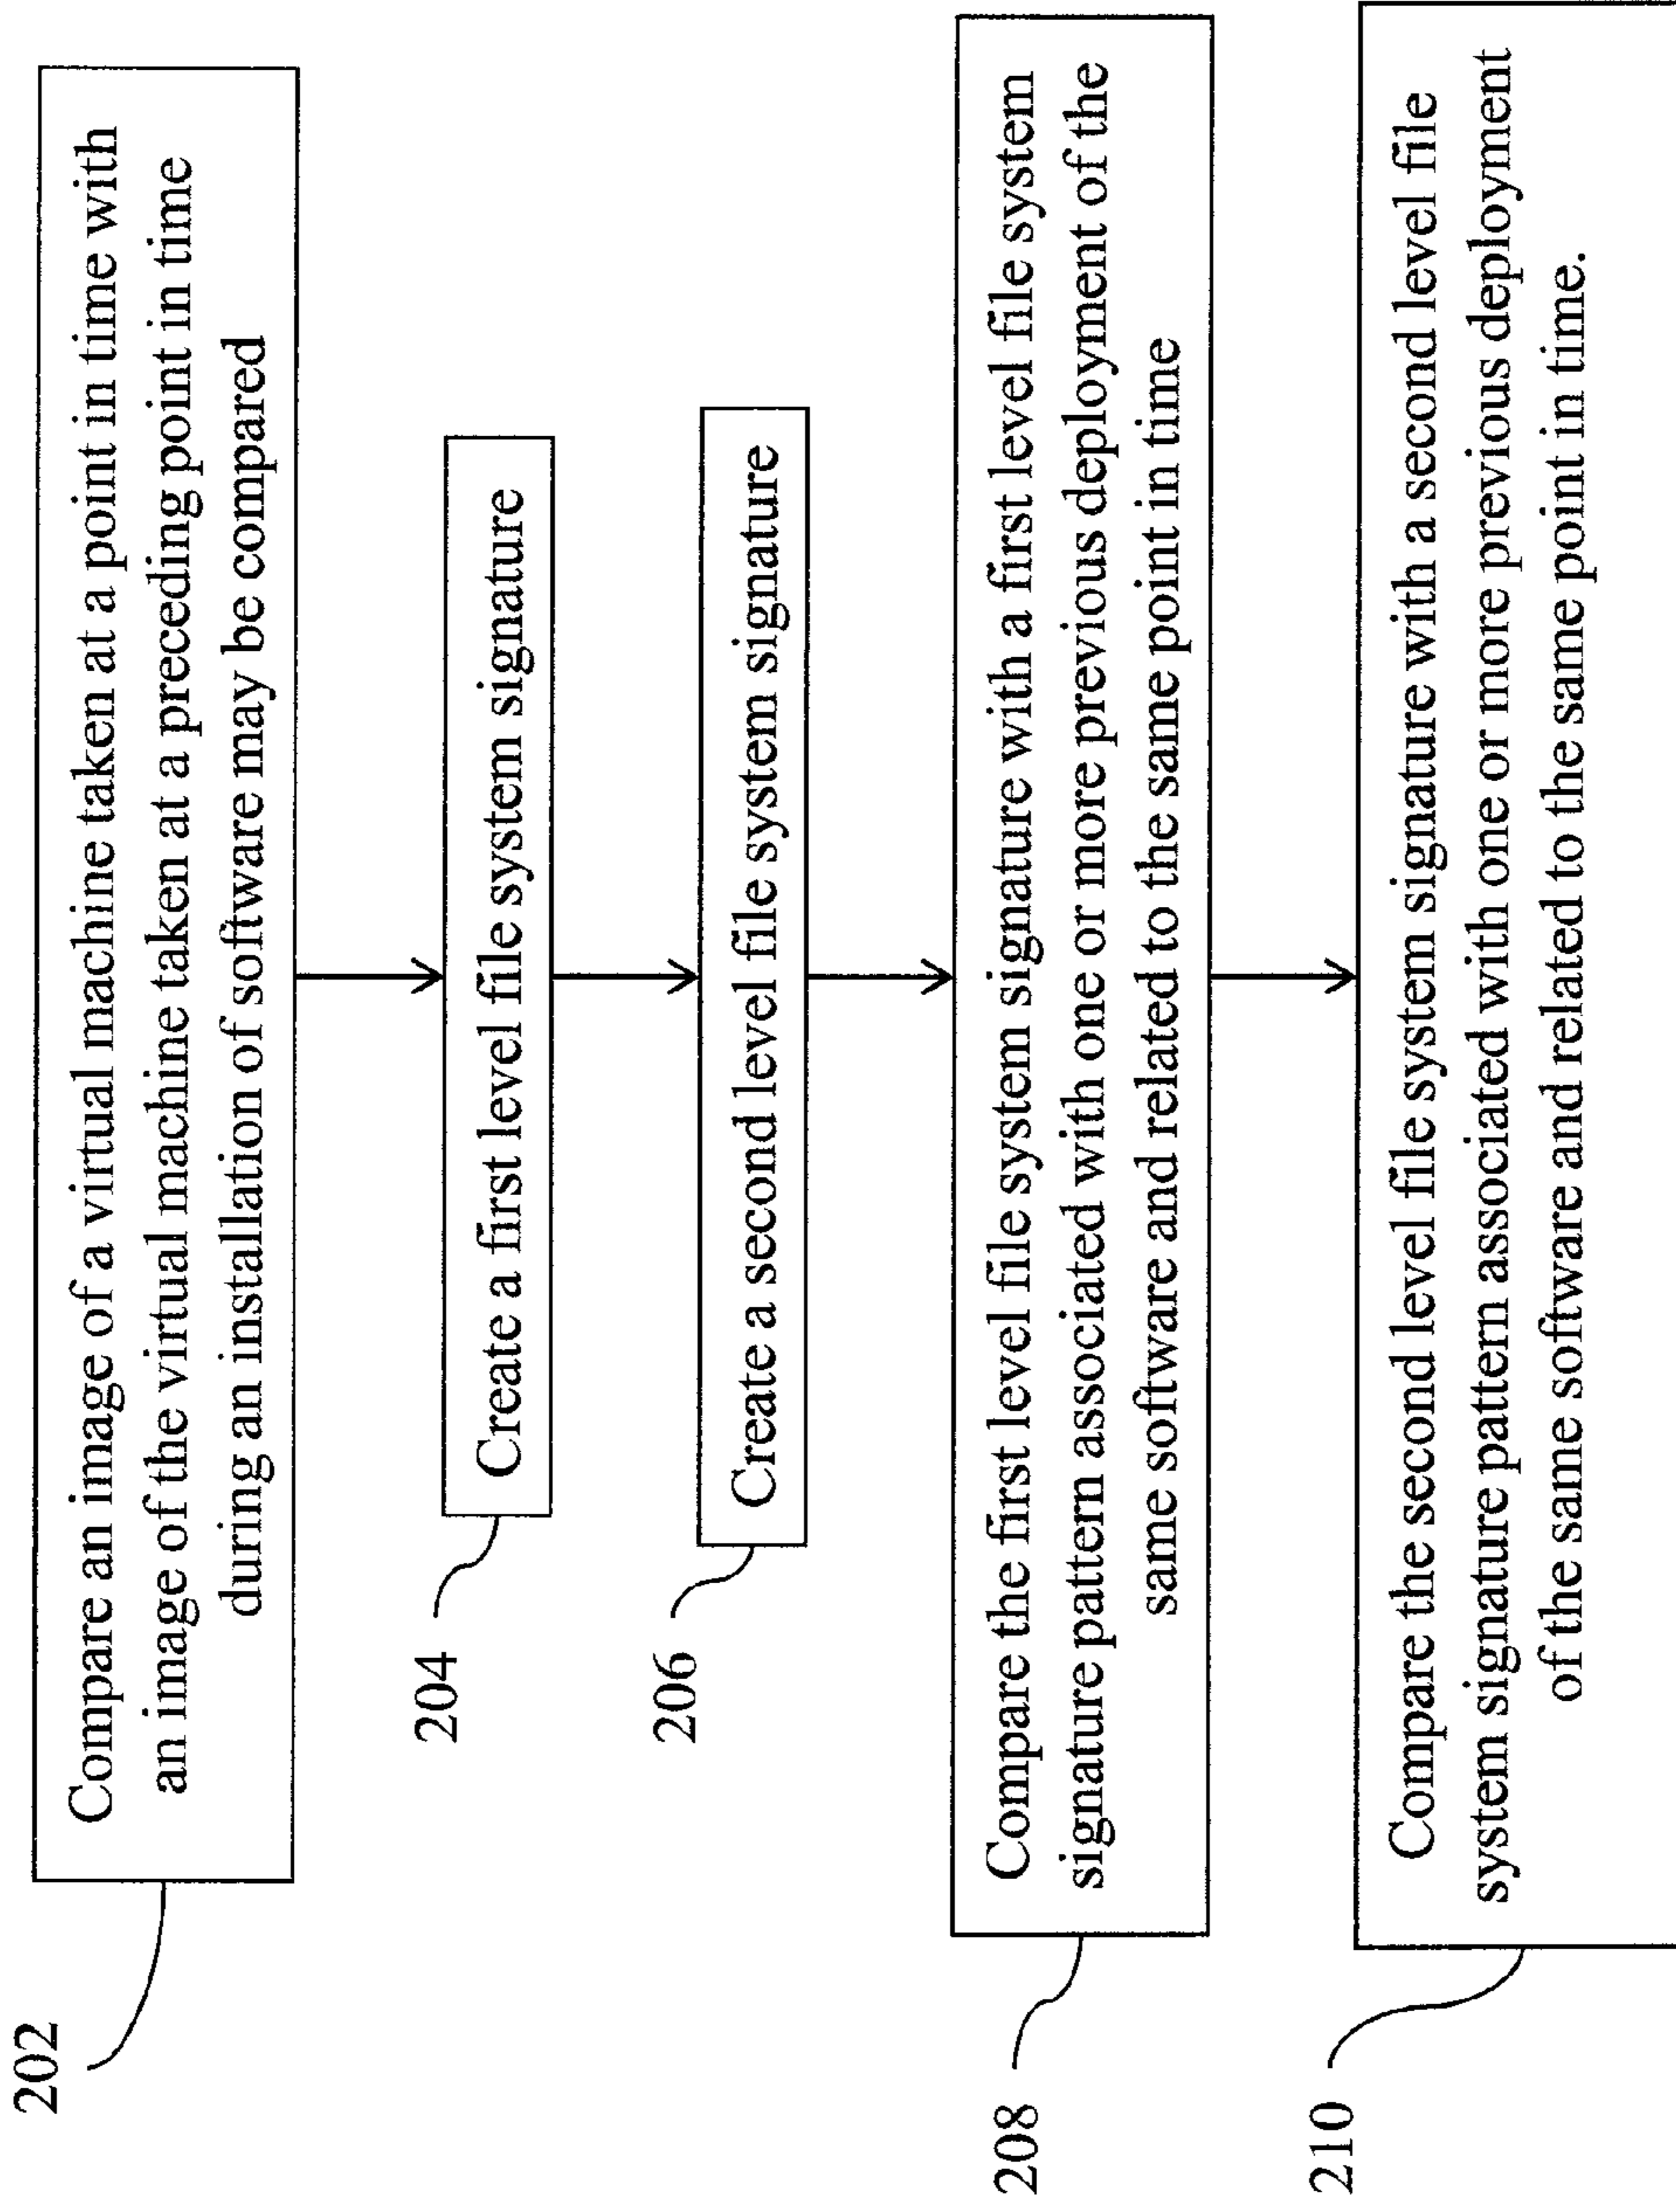 202
Compare an image of a virtual machine taken at a point in time with
an image of the virtual machine taken at a preceding point in time
during an installation of software may be compared
204
Create a first level file system signature
206
Create a second level file system signature
208
Compare the first level file system signature with a first level file system
signature pattern associated with one or more previous deployment of the
same software and related to the same point in time
210
Compare the second level file system signature with a second level file
system signature pattern associated with one or more previous deployment
of the same software and related to the same point in time.